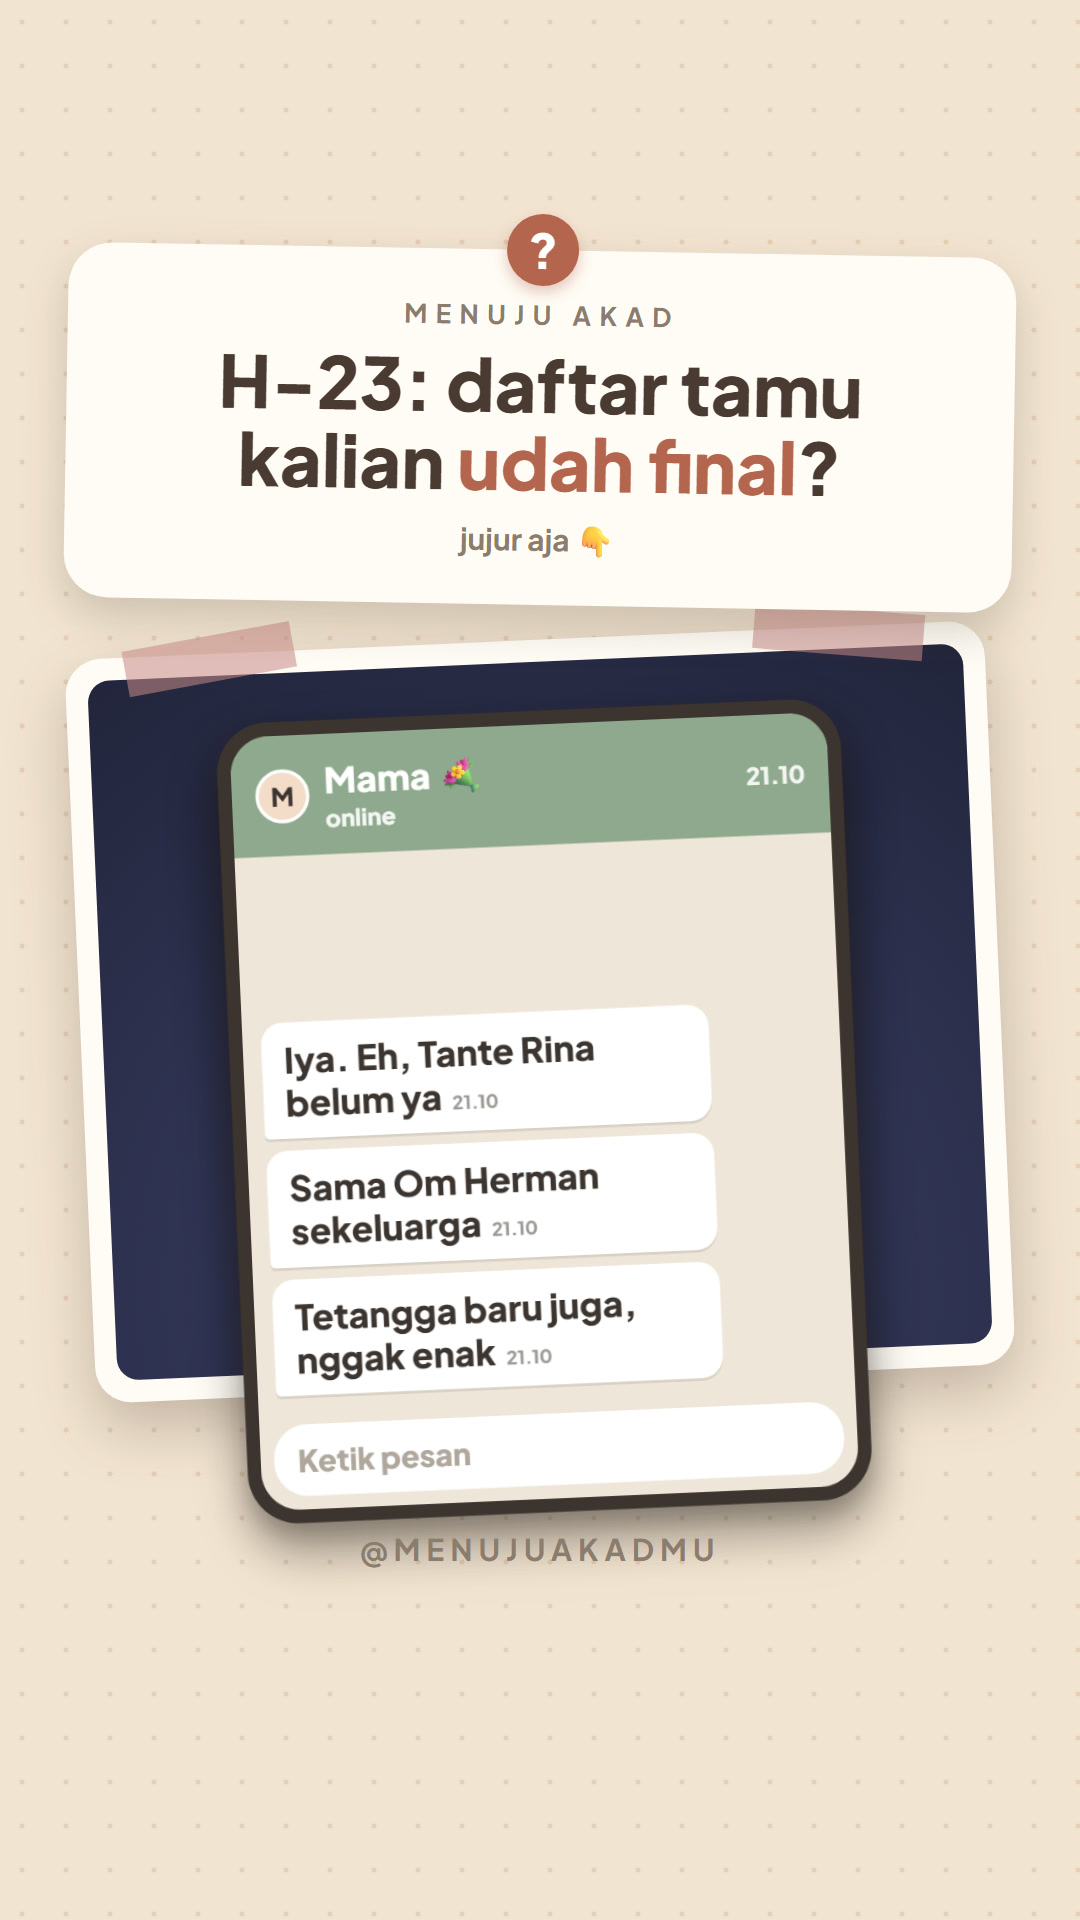 ?
MENUJU AKAD
H-23: daftar tamu
kalian udah final?
jujur aja 👇
M
Mama 💐
online
21.10
Iya. Eh, Tante Rina
belum ya 21.10
Sama Om Herman
sekeluarga 21.10
Tetangga baru juga,
nggak enak 21.10
Ketik pesan
@MENUJUAKADMU